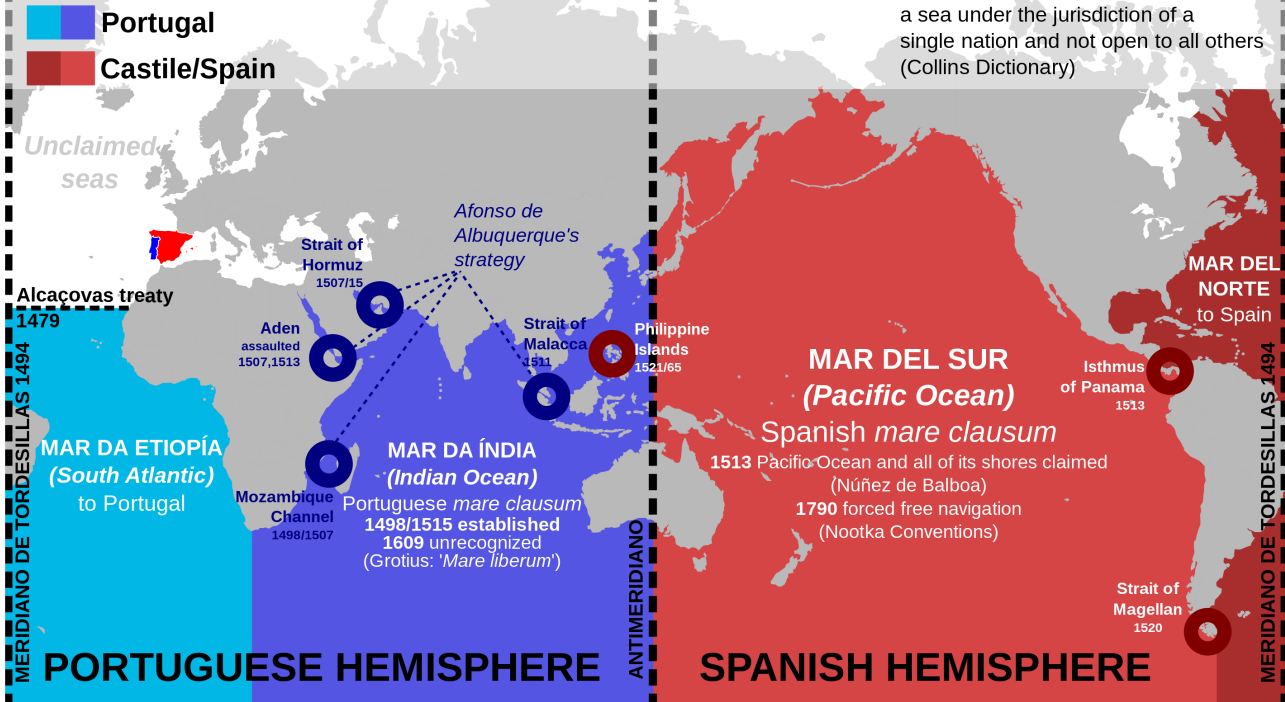 Portugal
Castile/Spain
a sea under the jurisdiction of a
single nation and not open to all others
(Collins Dictionary)
Unclaimed
seas
Afonso de
Albuquerque's
strategy
Strait of
Hormuz
1507/15
Alcaçovas treaty
1479
Aden
assaulted
1507,1513
Strait of
Malacca
1511
Philippine
Islands
1521/65
MAR DEL
NORTE
to Spain
Isthmus
of Panama
1513
MAR DEL SUR
(Pacific Ocean)
Spanish mare clausum
1513 Pacific Ocean and all of its shores claimed
(Núñez de Balboa)
1790 forced free navigation
(Nootka Conventions)
MAR DA ETIOPÍA
(South Atlantic)
to Portugal
MAR DA ÍNDIA
(Indian Ocean)
Portuguese mare clausum
1498/1515 established
1609 unrecognized
(Grotius: 'Mare liberum')
Mozambique
Channel
1498/1507
Strait of
Magellan
1520
MERIDIANO DE TORDESILLAS 1494
ANTIMERIDIANO
MERIDIANO DE TORDESILLAS 1494
PORTUGUESE HEMISPHERE
SPANISH HEMISPHERE